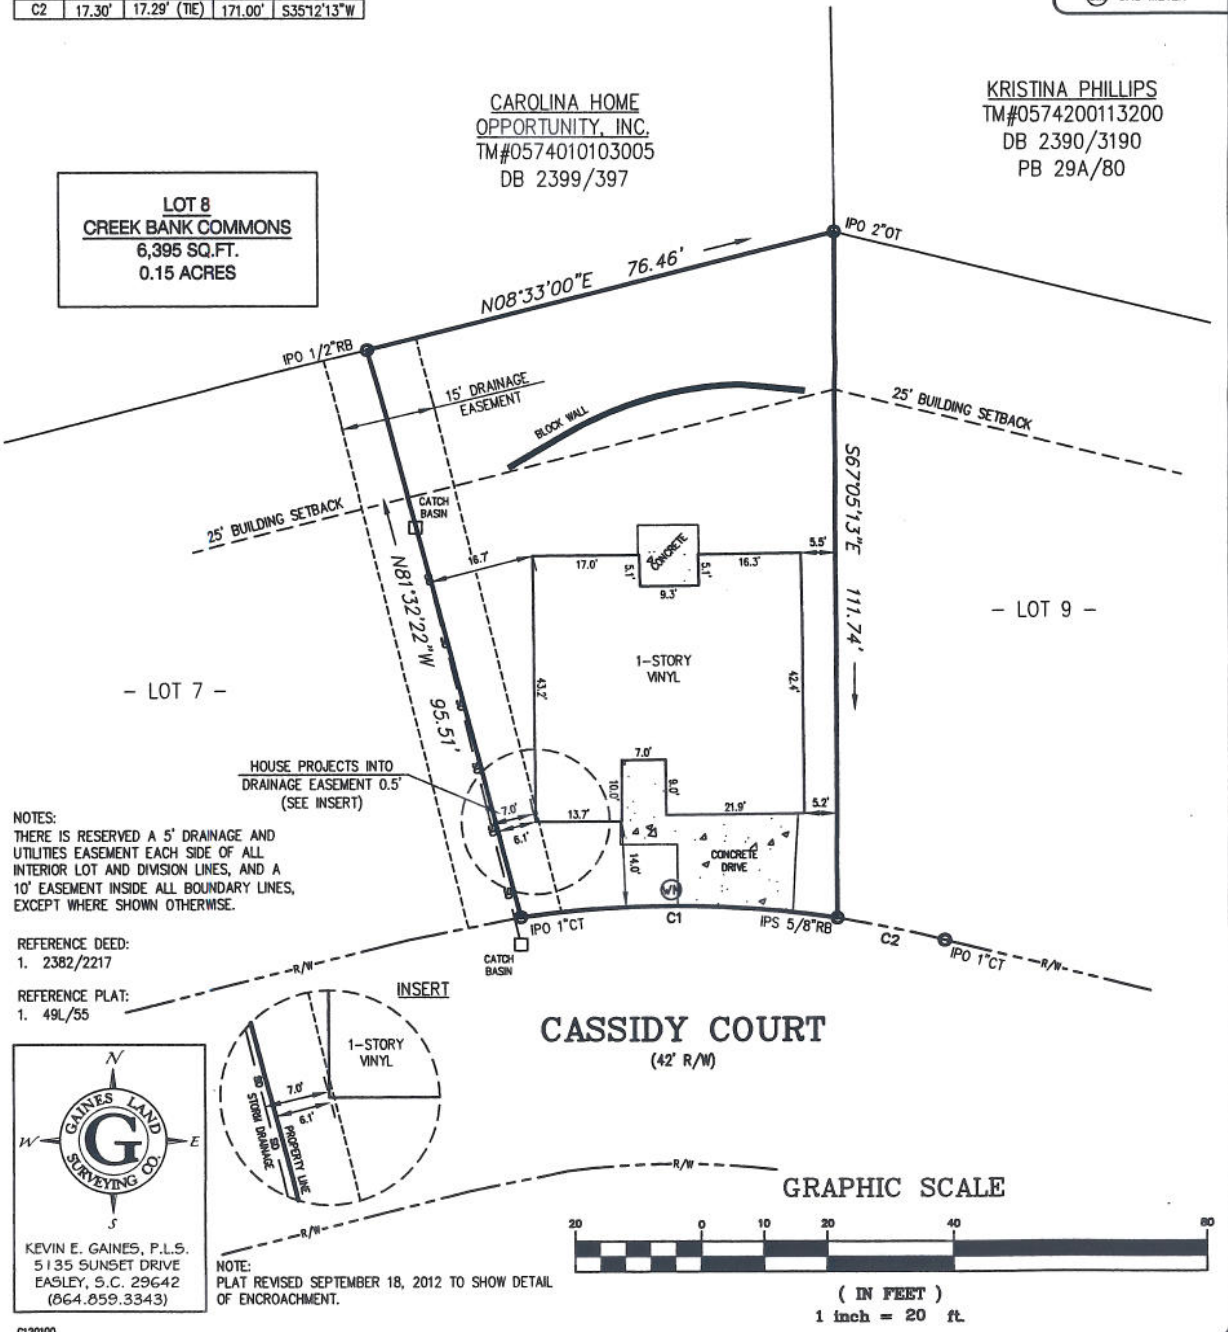 C2 17.30' 17.29' (TIE) 171.00' S35°12'13"W
CAROLINA HOME
OPPORTUNITY, INC.
TM#0574010103005
DB 2399/397
KRISTINA PHILLIPS
TM#0574200113200
DB 2390/3190
PB 29A/80
LOT 8
CREEK BANK COMMONS
6,395 SQ.FT.
0.15 ACRES
IPO 2"OT
N08°33'00"E 76.46'
IPO 1/2"RB
15' DRAINAGE
EASEMENT
BLOCK WALL
25' BUILDING SETBACK
25' BUILDING SETBACK
CATCH
BASIN
S67°05'13"E 111.74'
N81°32'22"W 95.51'
16.7'
17.0'
CONCRETE
5.1'
5.1'
9.3'
16.3'
5.5'
- LOT 9 -
1-STORY
VINYL
43.2'
42.4'
- LOT 7 -
HOUSE PROJECTS INTO
DRAINAGE EASEMENT 0.5'
(SEE INSERT)
7.0'
10.0'
9.0'
7.0'
6.1'
13.7'
21.9'
5.2'
14.0'
CONCRETE
DRIVE
WM
NOTES:
THERE IS RESERVED A 5' DRAINAGE AND
UTILITIES EASEMENT EACH SIDE OF ALL
INTERIOR LOT AND DIVISION LINES, AND A
10' EASEMENT INSIDE ALL BOUNDARY LINES,
EXCEPT WHERE SHOWN OTHERWISE.
IPO 1"CT
C1
IPS 5/8"RB
C2
IPO 1"CT
R/W
CATCH
BASIN
R/W
REFERENCE DEED:
1. 2382/2217
REFERENCE PLAT:
1. 49L/55
INSERT
1-STORY
VINYL
7.0'
6.1'
SD STORM DRAINAGE SD
PROPERTY LINE
CASSIDY COURT
(42' R/W)
R/W
R/W
N
W
E
S
GAINES LAND
G
SURVEYING CO.
KEVIN E. GAINES, P.L.S.
5135 SUNSET DRIVE
EASLEY, S.C. 29642
(864.859.3343)
NOTE:
PLAT REVISED SEPTEMBER 18, 2012 TO SHOW DETAIL
OF ENCROACHMENT.
GRAPHIC SCALE
20 0 10 20 40 80
( IN FEET )
1 inch = 20 ft.